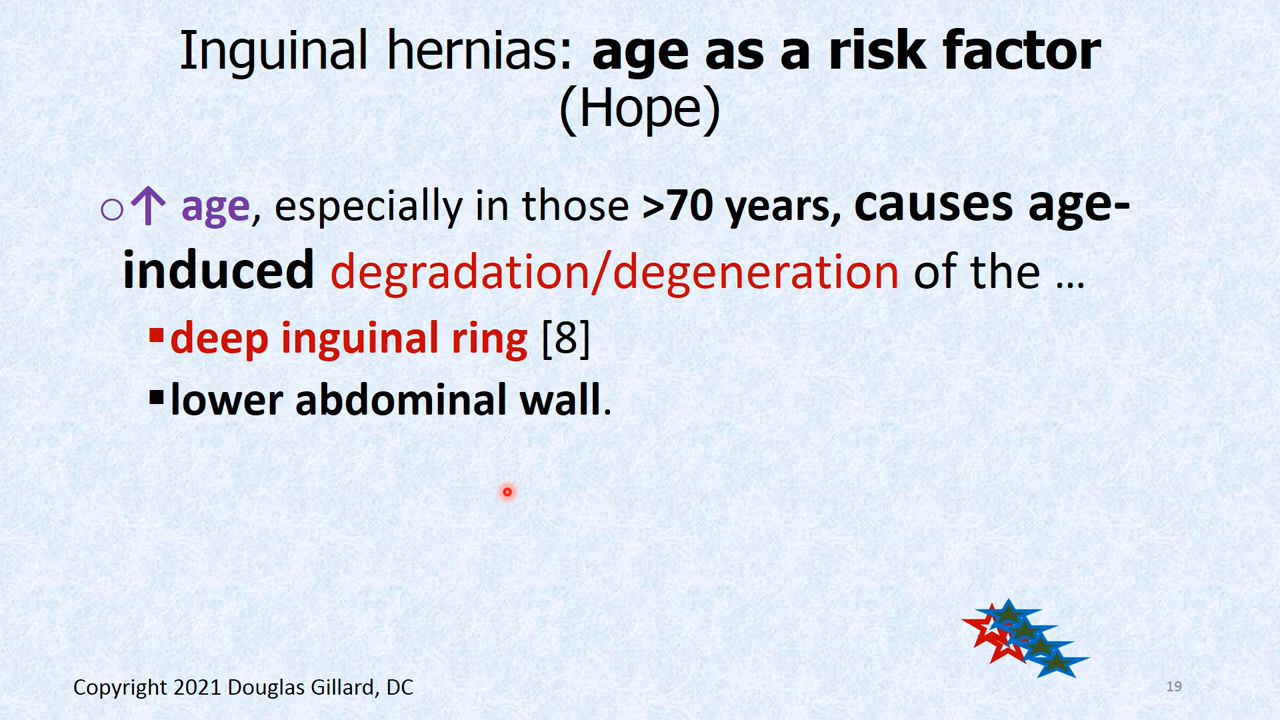 Inguinal hernias: age as a risk factor
(Hope)
○↑ age, especially in those >70 years, causes age-
induced degradation/degeneration of the …
▪deep inguinal ring [8]
▪lower abdominal wall.
Copyright 2021 Douglas Gillard, DC
19